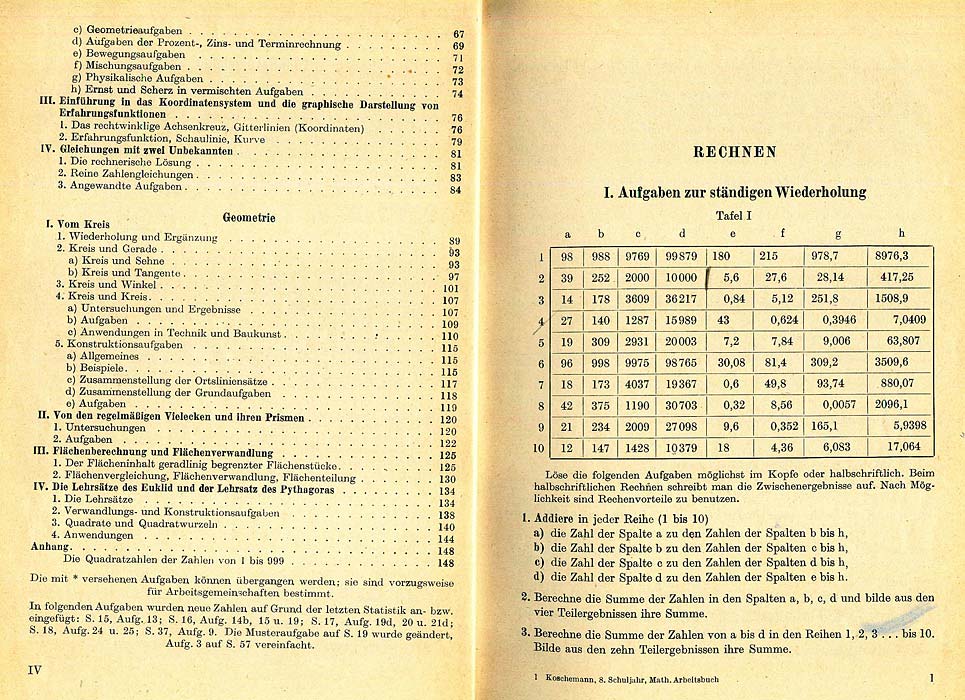 c) Geometrieaufgaben . . . . . 67
d) Aufgaben der Prozent-, Zins- und Terminrechnung . . . . . 69
e) Bewegungsaufgaben . . . . . 71
f) Mischungsaufgaben . . . . . 72
g) Physikalische Aufgaben . . . . . 73
h) Ernst und Scherz in vermischten Aufgaben . . . . . 74
III. Einführung in das Koordinatensystem und die graphische Darstellung von
Erfahrungsfunktionen . . . . . 76
1. Das rechtwinklige Achsenkreuz, Gitterlinien (Koordinaten) . . . . . 76
2. Erfahrungsfunktion, Schaulinie, Kurve . . . . . 79
IV. Gleichungen mit zwei Unbekannten . . . . . 81
1. Die rechnerische Lösung . . . . . 81
2. Reine Zahlengleichungen . . . . . 83
3. Angewandte Aufgaben . . . . . 84
Geometrie
I. Vom Kreis
1. Wiederholung und Ergänzung . . . . . 89
2. Kreis und Gerade . . . . . 93
a) Kreis und Sehne . . . . . 93
b) Kreis und Tangente . . . . . 97
3. Kreis und Winkel . . . . . 101
4. Kreis und Kreis . . . . . 107
a) Untersuchungen und Ergebnisse . . . . . 107
b) Aufgaben . . . . . 109
c) Anwendungen in Technik und Baukunst . . . . . 110
5. Konstruktionsaufgaben . . . . . 115
a) Allgemeines . . . . . 115
b) Beispiele . . . . . 115
c) Zusammenstellung der Ortsliniensätze . . . . . 117
d) Zusammenstellung der Grundaufgaben . . . . . 118
e) Aufgaben . . . . . 119
II. Von den regelmäßigen Vielecken und ihren Prismen . . . . . 120
1. Untersuchungen . . . . . 120
2. Aufgaben . . . . . 122
III. Flächenberechnung und Flächenverwandlung . . . . . 125
1. Der Flächeninhalt geradlinig begrenzter Flächenstücke . . . . . 125
2. Flächenvergleichung, Flächenverwandlung, Flächenteilung . . . . . 130
IV. Die Lehrsätze des Euklid und der Lehrsatz des Pythagoras . . . . . 134
1. Die Lehrsätze . . . . . 134
2. Verwandlungs- und Konstruktionsaufgaben . . . . . 138
3. Quadrate und Quadratwurzeln . . . . . 140
4. Anwendungen . . . . . 144
Anhang . . . . . 148
Die Quadratzahlen der Zahlen von 1 bis 999 . . . . . 148
Die mit * versehenen Aufgaben können übergangen werden; sie sind vorzugsweise
für Arbeitsgemeinschaften bestimmt.
In folgenden Aufgaben wurden neue Zahlen auf Grund der letzten Statistik an- bzw.
eingefügt: S. 15, Aufg. 13; S. 16, Aufg. 14b, 15 u. 19; S. 17, Aufg. 19d, 20 u. 21d;
S. 18, Aufg. 24 u. 25; S. 37, Aufg. 9. Die Musteraufgabe auf S. 19 wurde geändert,
Aufg. 3 auf S. 57 vereinfacht.
IV
RECHNEN
I. Aufgaben zur ständigen Wiederholung
Tafel I
a b c d e f g h
1 98 988 9769 99879 180 215 978,7 8976,3
2 39 252 2000 10000 5,6 27,6 28,14 417,25
3 14 178 3609 36217 0,84 5,12 251,8 1508,9
4 27 140 1287 15989 43 0,624 0,3946 7,0409
5 19 309 2931 20003 7,2 7,84 9,006 63,807
6 96 998 9975 98765 30,08 81,4 309,2 3509,6
7 18 173 4037 19367 0,6 49,8 93,74 880,07
8 42 375 1190 30703 0,32 8,56 0,0057 2096,1
9 21 234 2009 27098 9,6 0,352 165,1 5,9398
10 12 147 1428 10379 18 4,36 6,083 17,064
Löse die folgenden Aufgaben möglichst im Kopfe oder halbschriftlich. Beim
halbschriftlichen Rechnen schreibt man die Zwischenergebnisse auf. Nach Mög-
lichkeit sind Rechenvorteile zu benutzen.
1. Addiere in jeder Reihe (1 bis 10)
a) die Zahl der Spalte a zu den Zahlen der Spalten b bis h,
b) die Zahl der Spalte b zu den Zahlen der Spalten c bis h,
c) die Zahl der Spalte c zu den Zahlen der Spalten d bis h,
d) die Zahl der Spalte d zu den Zahlen der Spalten e bis h.
2. Berechne die Summe der Zahlen in den Spalten a, b, c, d und bilde aus den
vier Teilergebnissen ihre Summe.
3. Berechne die Summe der Zahlen von a bis d in den Reihen 1, 2, 3 . . . bis 10.
Bilde aus den zehn Teilergebnissen ihre Summe.
1 Koschemann, 8. Schuljahr, Math. Arbeitsbuch 1